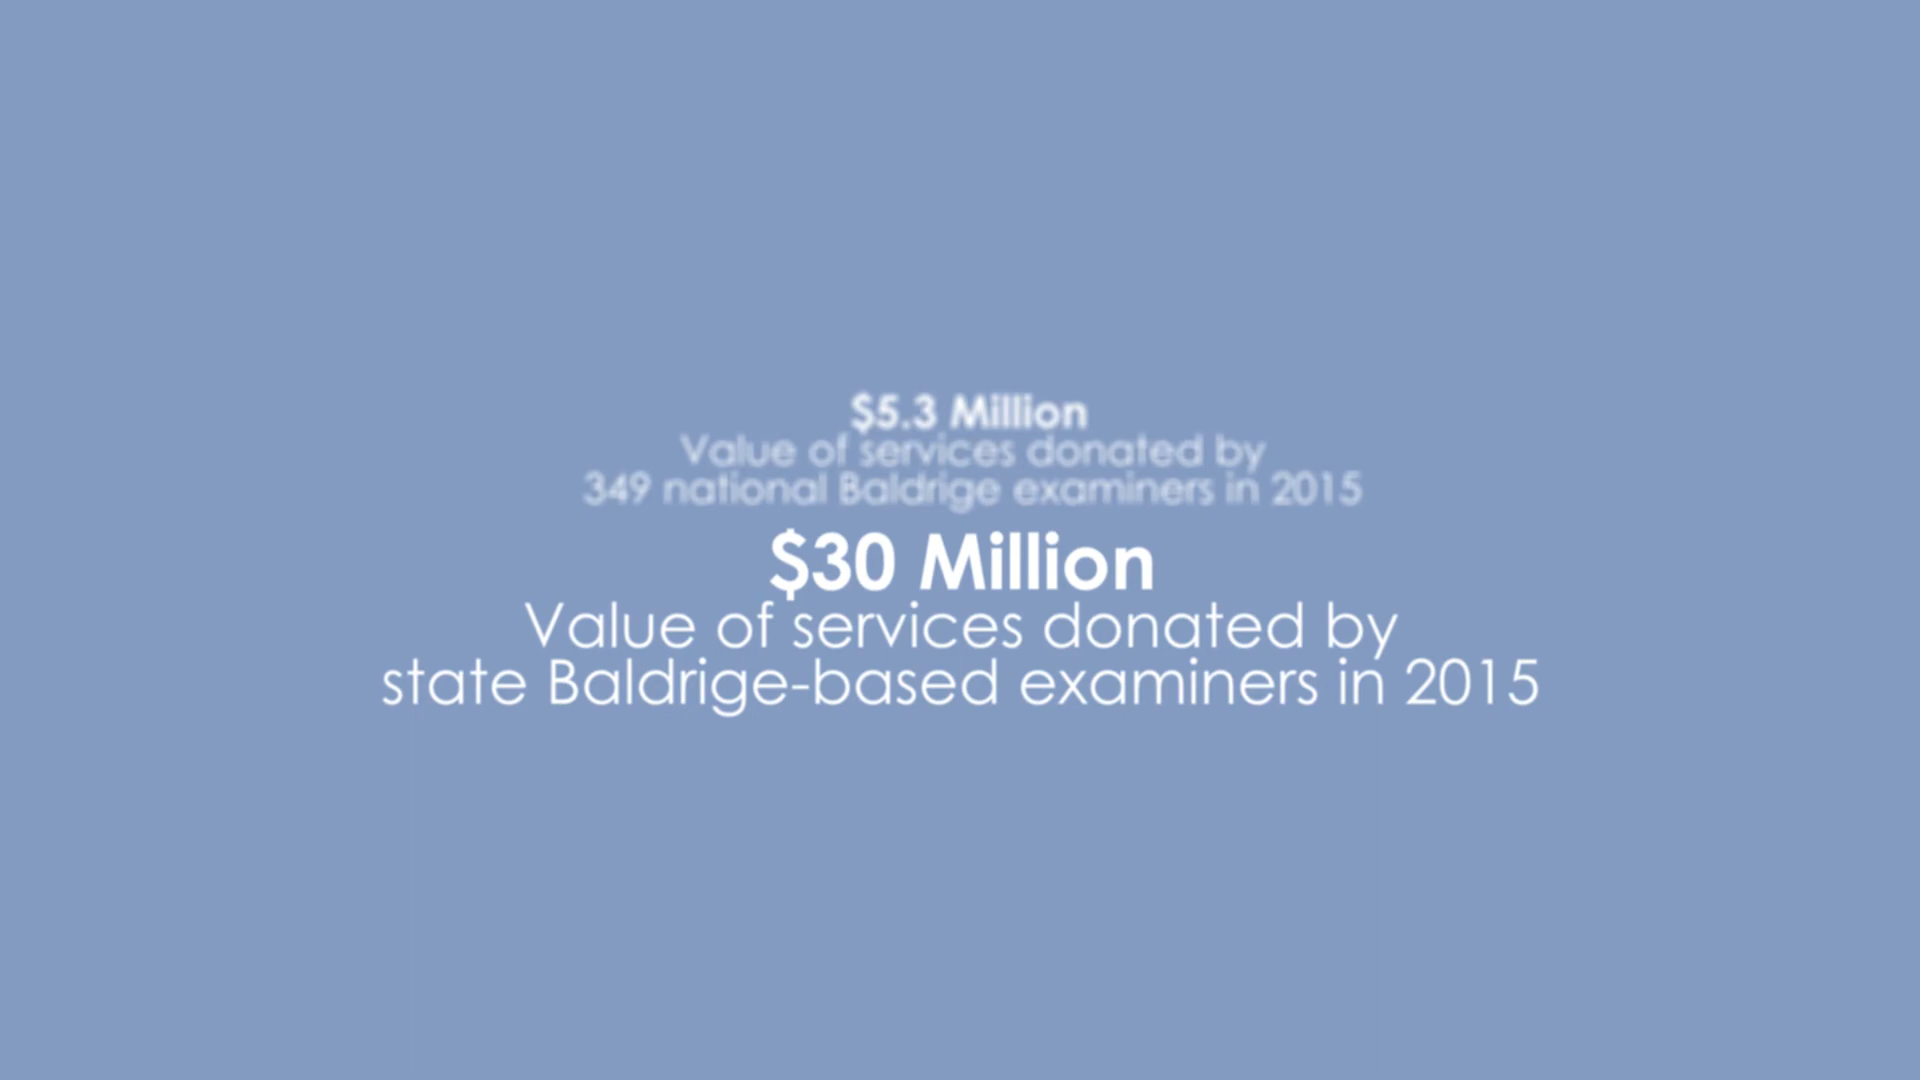 $5.3 Million
Value of services donated by
349 national Baldrige examiners in 2015
$30 Million
Value of services donated by
state Baldrige-based examiners in 2015